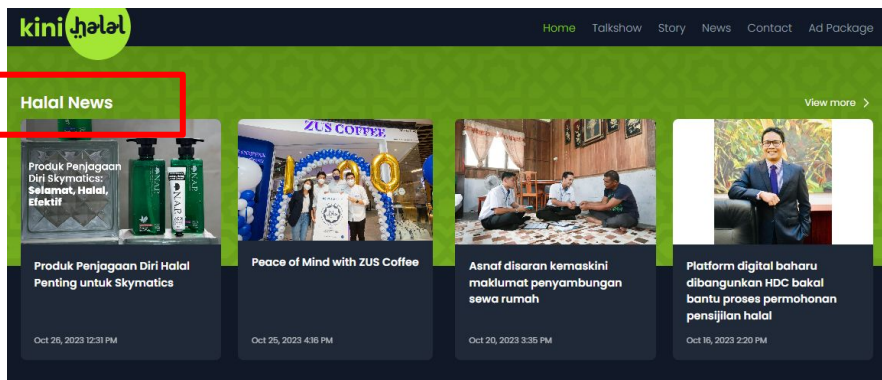 kini halal
Home Talkshow Story News Contact Ad Package
Halal News
View more >
Produk Penjagaan
Diri Skymatics:
Selamat, Halal,
Efektif
ZUS COFFEE
Produk Penjagaan Diri Halal
Penting untuk Skymatics
Oct 26, 2023 12:31 PM
Peace of Mind with ZUS Coffee
Oct 25, 2023 4:16 PM
Asnaf disaran kemaskini
maklumat penyambungan
sewa rumah
Oct 20, 2023 3:35 PM
Platform digital baharu
dibangunkan HDC bakal
bantu proses permohonan
pensijilan halal
Oct 16, 2023 2:20 PM